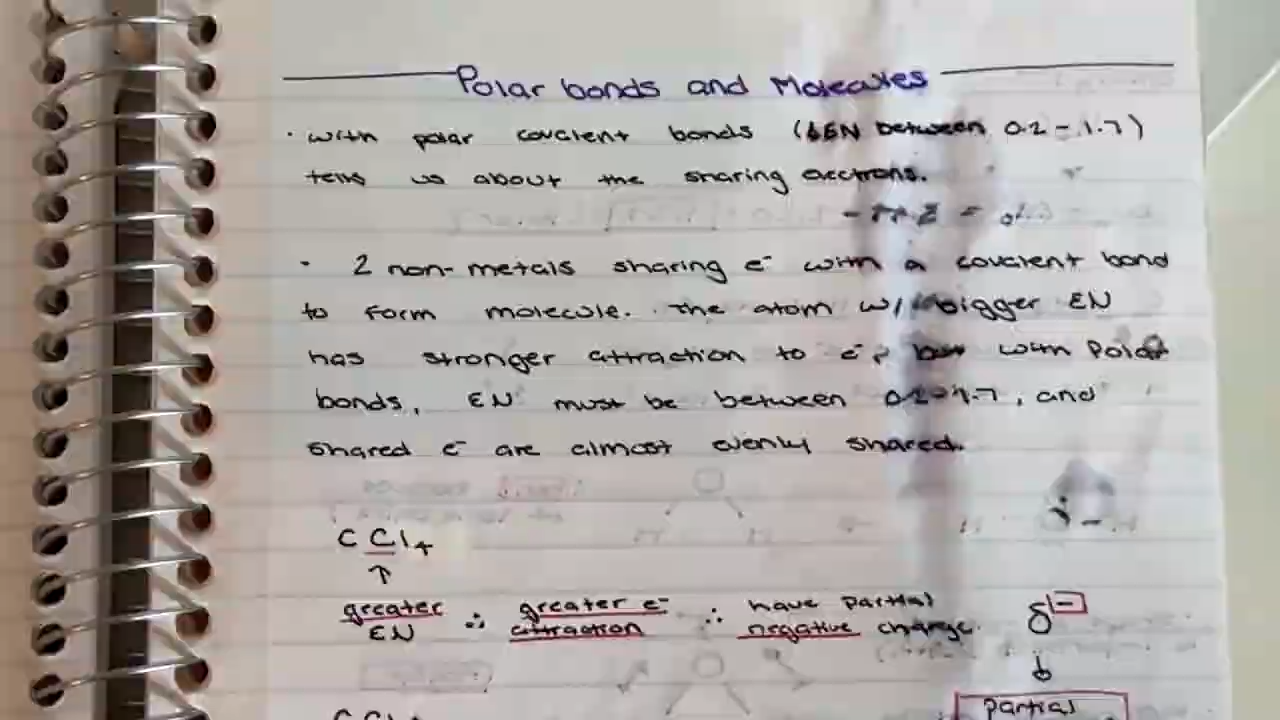 Polar bonds and Molecules
· with polar covalent bonds (ΔEN between 0.2 - 1.7)
tells us about the sharing electrons.
· 2 non-metals sharing e⁻ with a covalent bond
to form molecule. The atom w/ bigger EN
has stronger attraction to e⁻, but with Polar
bonds, EN must be between 0.2-1.7, and
shared e⁻ are almost evenly shared.
CCl₄
↑
greater ∴ greater e⁻ ∴ have partial δ⁻
EN attraction negative charge.
↓
CCl₄ partial